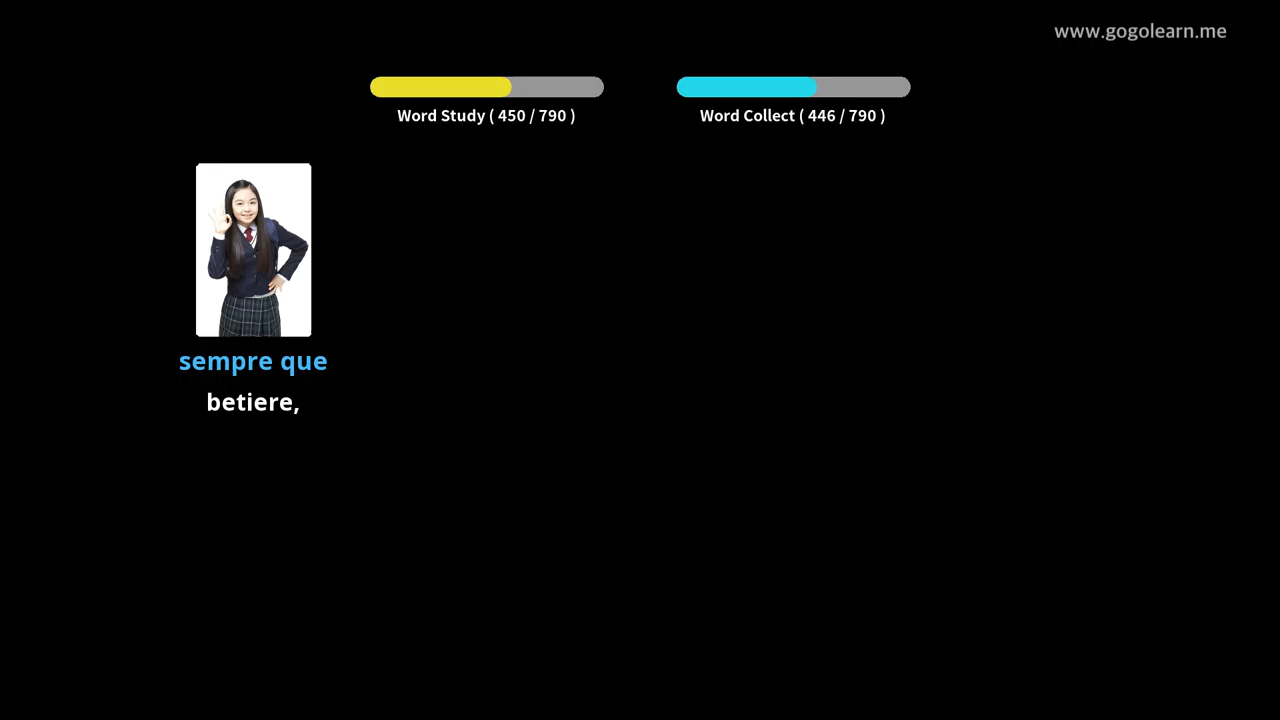 www.gogolearn.me
Word Study ( 450 / 790 )
Word Collect ( 446 / 790 )
sempre que
betiere,